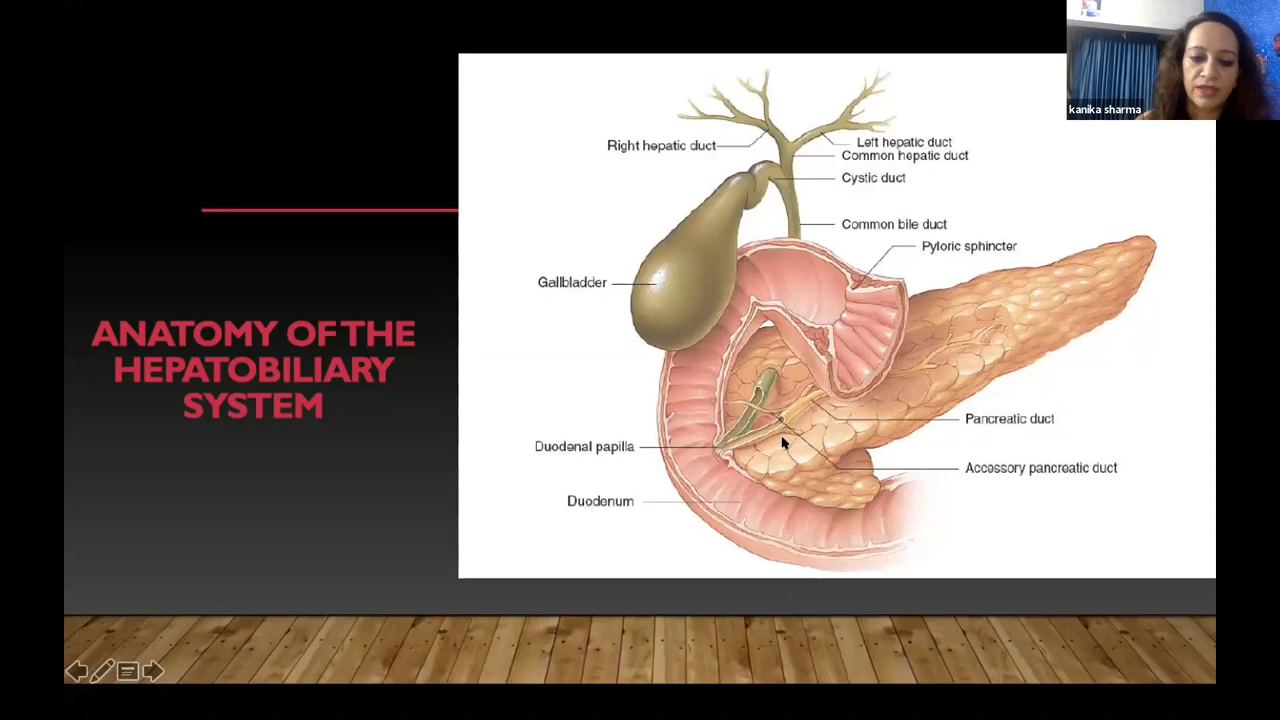 kanika sharma
ANATOMY OF THE
HEPATOBILIARY
SYSTEM
Right hepatic duct
Left hepatic duct
Common hepatic duct
Cystic duct
Common bile duct
Pyloric sphincter
Gallbladder
Pancreatic duct
Duodenal papilla
Accessory pancreatic duct
Duodenum